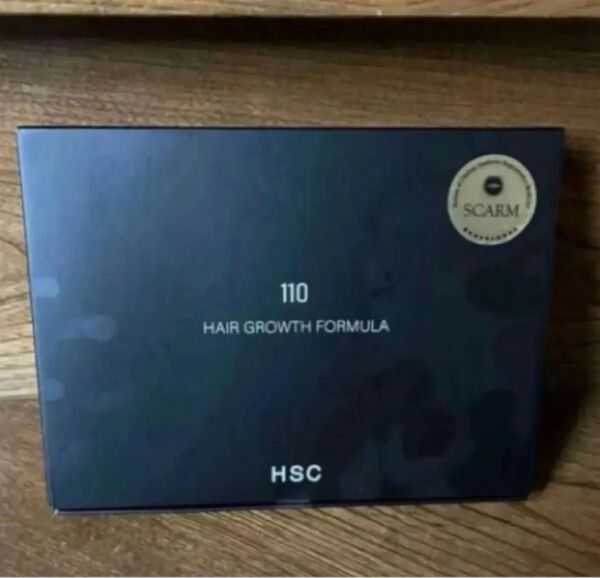 SCARM
110
HAIR GROWTH FORMULA
HSC